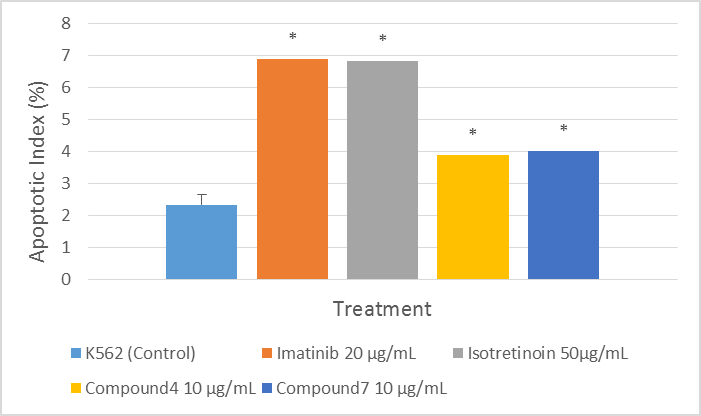 8
7
6
5
4
3
2
1
0
Apoptotic Index (%)
*
*
*
*
Treatment
K562 (Control)
Imatinib 20 µg/mL
Isotretinoin 50µg/mL
Compound4 10 µg/mL
Compound7 10 µg/mL